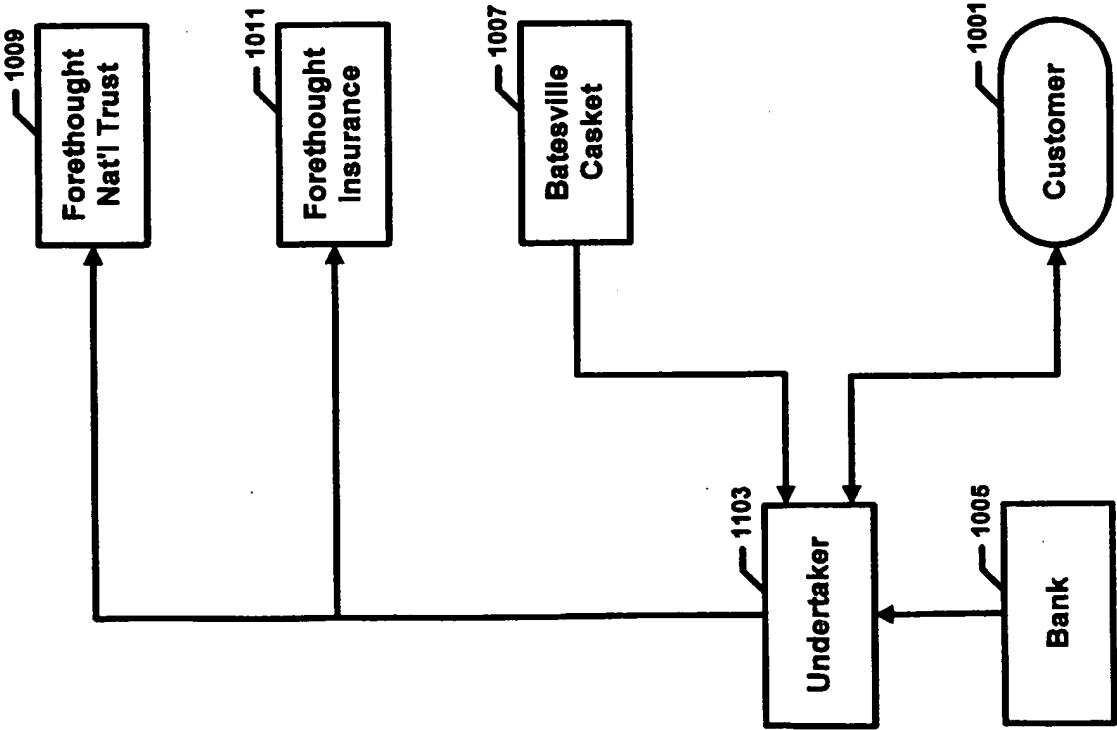 1009
Forethought
Nat'l Trust
1011
Forethought
Insurance
1007
Batesville
Casket
1001
Customer
1103
Undertaker
1005
Bank